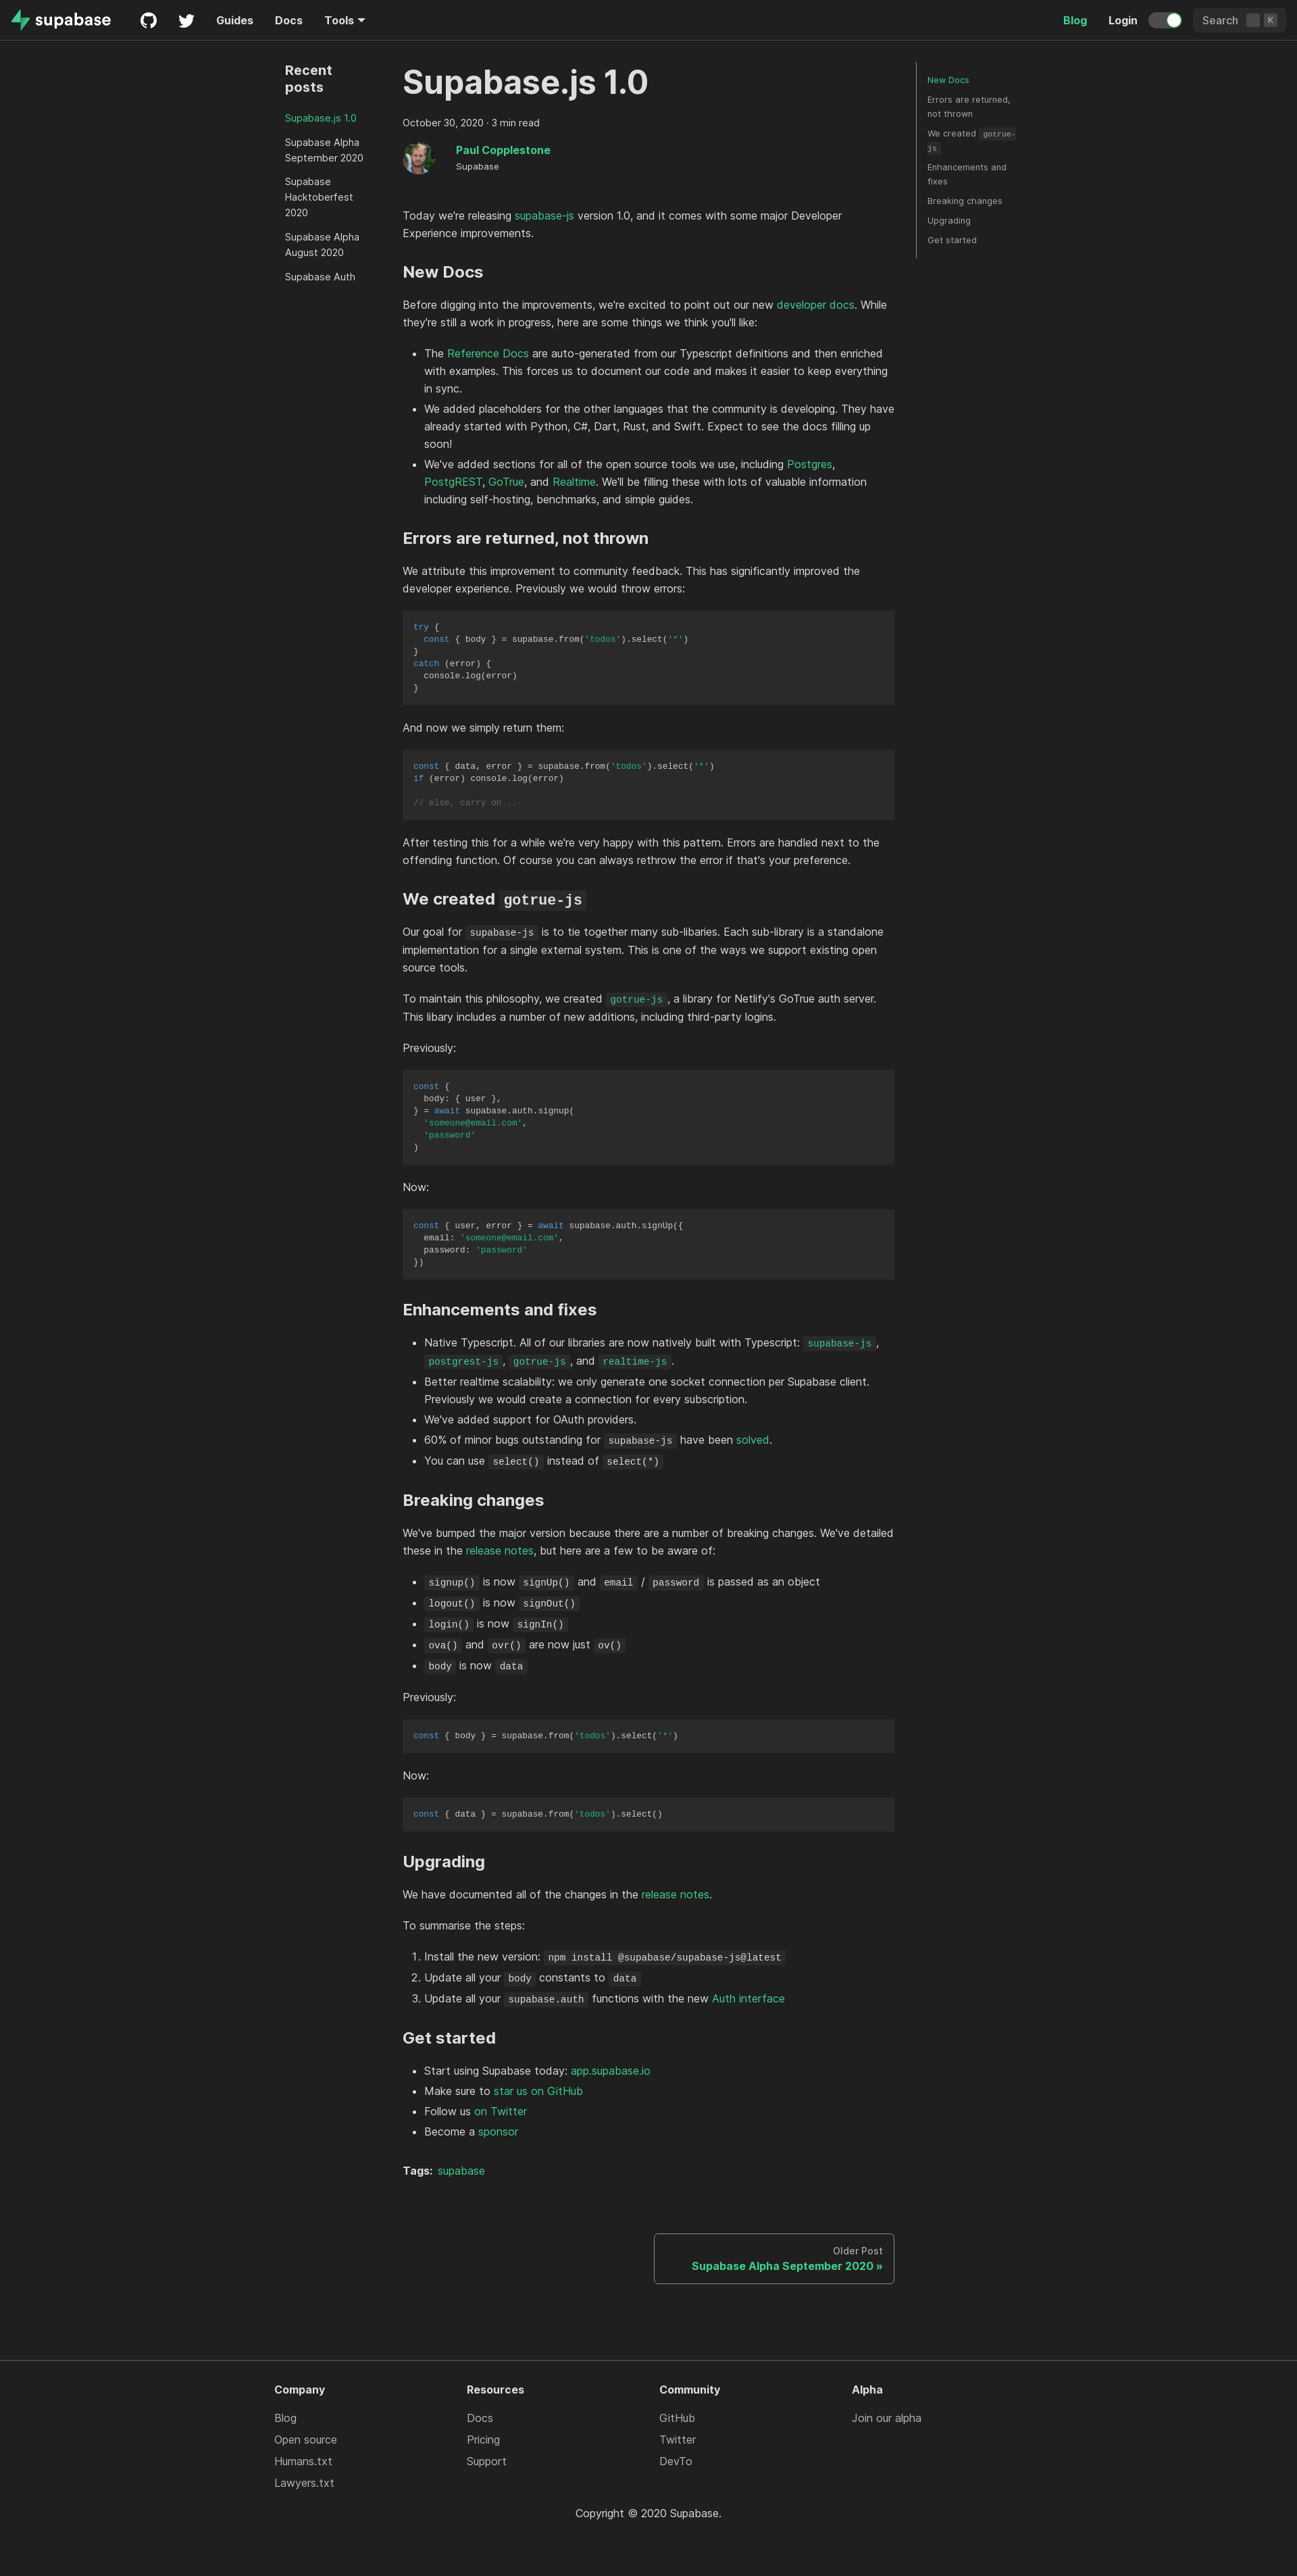 supabase
Guides
Docs
Tools
Blog
Login
Search K
Recent
posts
Supabase.js 1.0
Supabase Alpha
September 2020
Supabase
Hacktoberfest
2020
Supabase Alpha
August 2020
Supabase Auth
Supabase.js 1.0
October 30, 2020 · 3 min read
Paul Copplestone
Supabase
Today we're releasing supabase-js version 1.0, and it comes with some major Developer
Experience improvements.
New Docs
Before digging into the improvements, we're excited to point out our new developer docs. While
they're still a work in progress, here are some things we think you'll like:
• The Reference Docs are auto-generated from our Typescript definitions and then enriched
with examples. This forces us to document our code and makes it easier to keep everything
in sync.
• We added placeholders for the other languages that the community is developing. They have
already started with Python, C#, Dart, Rust, and Swift. Expect to see the docs filling up
soon!
• We've added sections for all of the open source tools we use, including Postgres,
PostgREST, GoTrue, and Realtime. We'll be filling these with lots of valuable information
including self-hosting, benchmarks, and simple guides.
Errors are returned, not thrown
We attribute this improvement to community feedback. This has significantly improved the
developer experience. Previously we would throw errors:
try {
  const { body } = supabase.from('todos').select('*')
}
catch (error) {
  console.log(error)
}
And now we simply return them:
const { data, error } = supabase.from('todos').select('*')
if (error) console.log(error)
// else, carry on ..
After testing this for a while we're very happy with this pattern. Errors are handled next to the
offending function. Of course you can always rethrow the error if that's your preference.
We created gotrue-js
Our goal for supabase-js is to tie together many sub-libaries. Each sub-library is a standalone
implementation for a single external system. This is one of the ways we support existing open
source tools.
To maintain this philosophy, we created gotrue-js, a library for Netlify's GoTrue auth server.
This libary includes a number of new additions, including third-party logins.
Previously:
const {
  body: { user },
} = await supabase.auth.signup(
  'someone@email.com',
  'password'
)
Now:
const { user, error } = await supabase.auth.signUp({
  email: 'someone@email.com',
  password: 'password'
})
Enhancements and fixes
• Native Typescript. All of our libraries are now natively built with Typescript: supabase-js,
postgrest-js, gotrue-js, and realtime-js.
• Better realtime scalability: we only generate one socket connection per Supabase client.
Previously we would create a connection for every subscription.
• We've added support for OAuth providers.
• 60% of minor bugs outstanding for supabase-js have been solved.
• You can use select() instead of select(*)
Breaking changes
We've bumped the major version because there are a number of breaking changes. We've detailed
these in the release notes, but here are a few to be aware of:
• signup() is now signUp() and email / password is passed as an object
• logout() is now signOut()
• login() is now signIn()
• ova() and ovr() are now just ov()
• body is now data
Previously:
const { body } = supabase.from('todos').select('*')
Now:
const { data } = supabase.from('todos').select()
Upgrading
We have documented all of the changes in the release notes.
To summarise the steps:
1. Install the new version: npm install @supabase/supabase-js@latest
2. Update all your body constants to data
3. Update all your supabase.auth functions with the new Auth interface
Get started
• Start using Supabase today: app.supabase.io
• Make sure to star us on GitHub
• Follow us on Twitter
• Become a sponsor
Tags: supabase
Older Post
Supabase Alpha September 2020 »
New Docs
Errors are returned,
not thrown
We created gotrue-
js
Enhancements and
fixes
Breaking changes
Upgrading
Get started
Company
Blog
Open source
Humans.txt
Lawyers.txt
Resources
Docs
Pricing
Support
Community
GitHub
Twitter
DevTo
Alpha
Join our alpha
Copyright © 2020 Supabase.